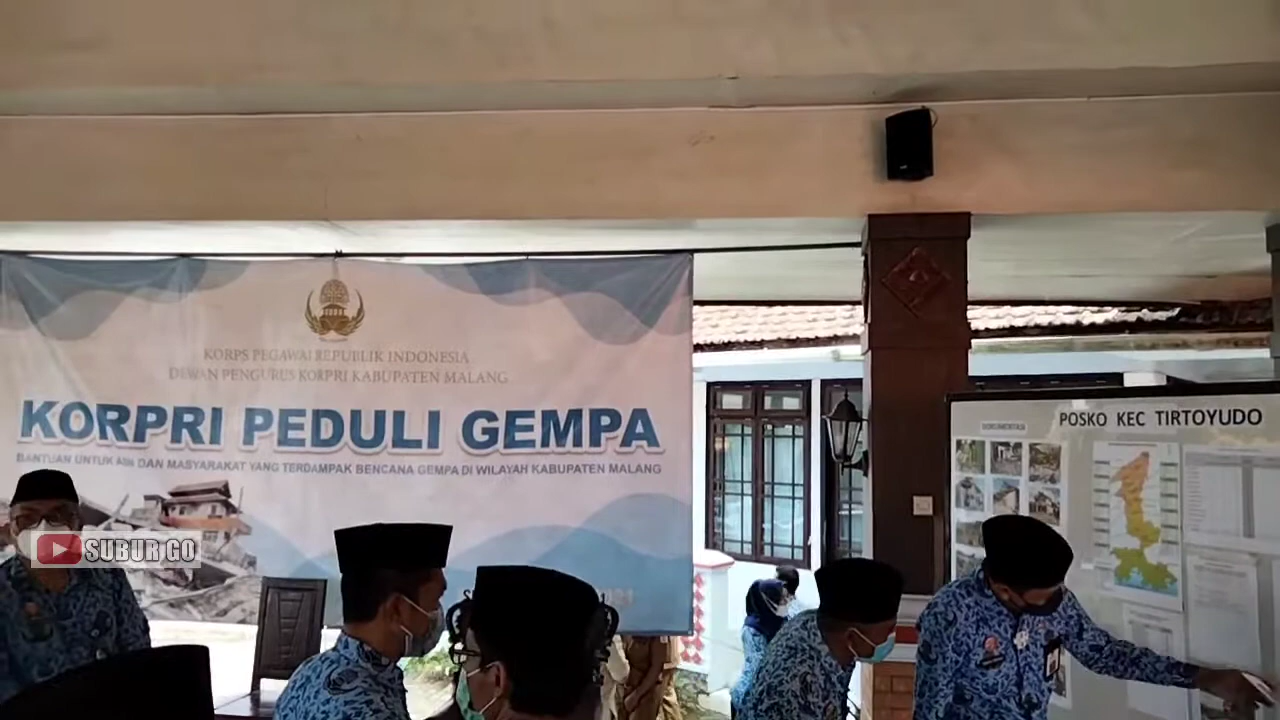 KORPS PEGAWAI REPUBLIK INDONESIA
DEWAN PENGURUS KORPRI KABUPATEN MALANG
KORPRI PEDULI GEMPA
BANTUAN UNTUK ASN DAN MASYARAKAT YANG TERDAMPAK BENCANA GEMPA DI WILAYAH KABUPATEN MALANG
SUBUR GO
POSKO KEC TIRTOYUDO
DOKUMENTASI